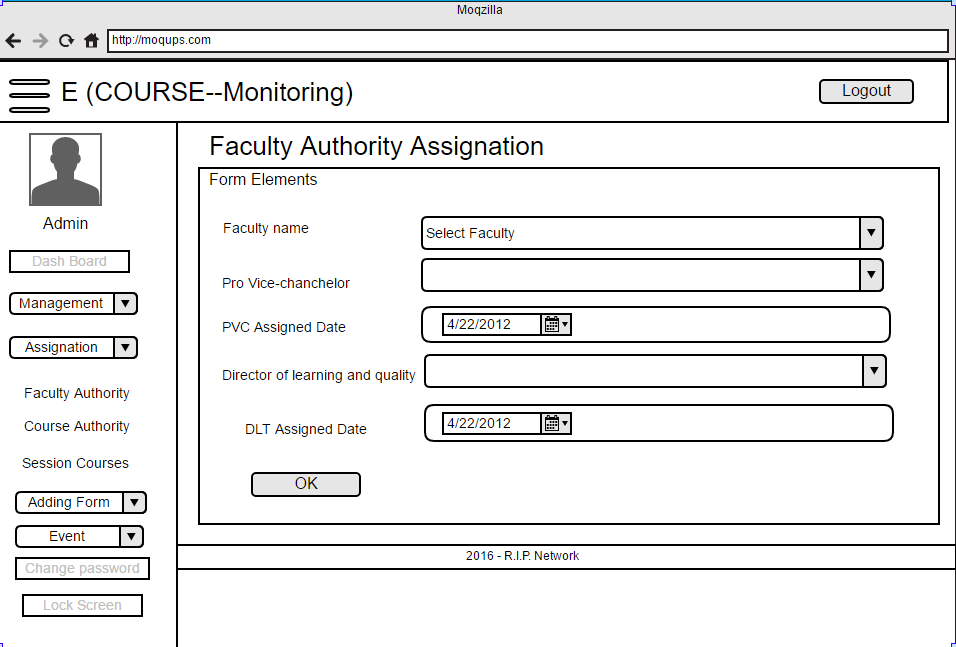 Moqzilla
http://moqups.com
E (COURSE--Monitoring)
Logout
Admin
Dash Board
Management
Assignation
Faculty Authority
Course Authority
Session Courses
Adding Form
Event
Change password
Lock Screen
Faculty Authority Assignation
Form Elements
Faculty name
Select Faculty
Pro Vice-chanchelor
PVC Assigned Date
4/22/2012
Director of learning and quality
DLT Assigned Date
4/22/2012
OK
2016 - R.I.P. Network